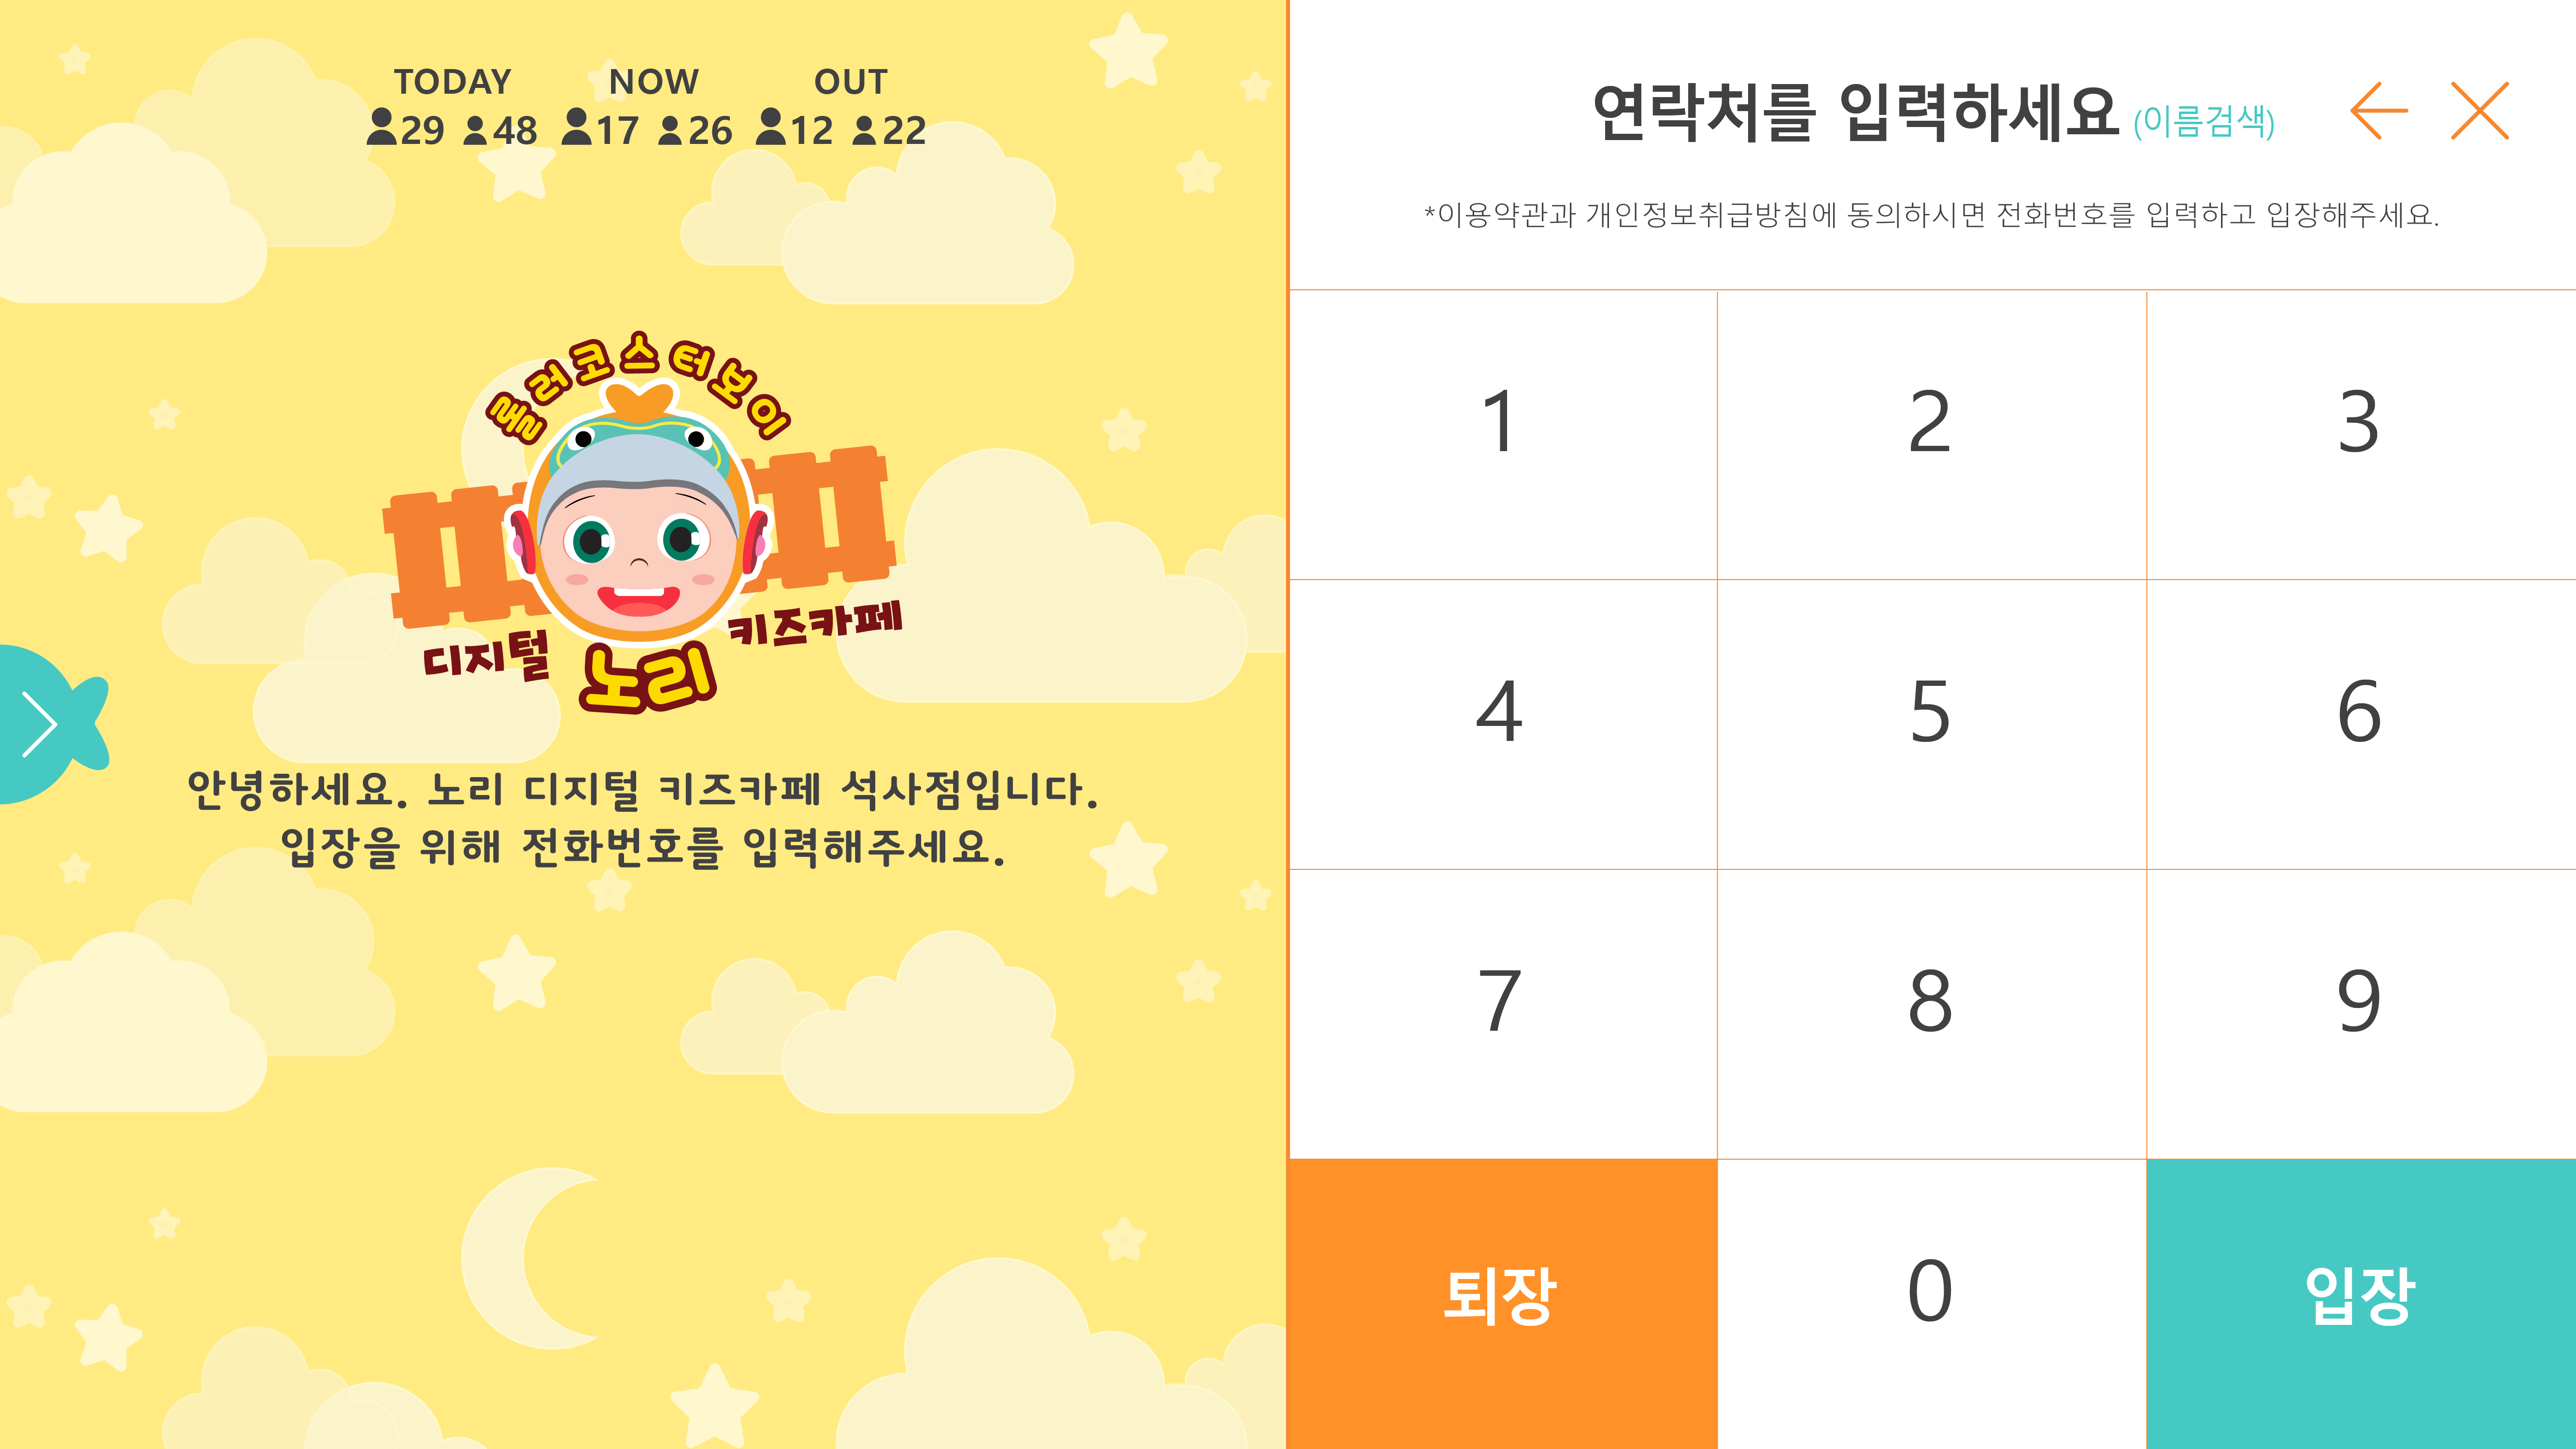 TODAY NOW OUT
29 48 17 26 12 22
롤러코스터보이
디지털 노리 키즈카페
안녕하세요. 노리 디지털 키즈카페 석사점입니다.
입장을 위해 전화번호를 입력해주세요.
연락처를 입력하세요 (이름검색)
*이용약관과 개인정보취급방침에 동의하시면 전화번호를 입력하고 입장해주세요.
1 2 3
4 5 6
7 8 9
퇴장 0 입장